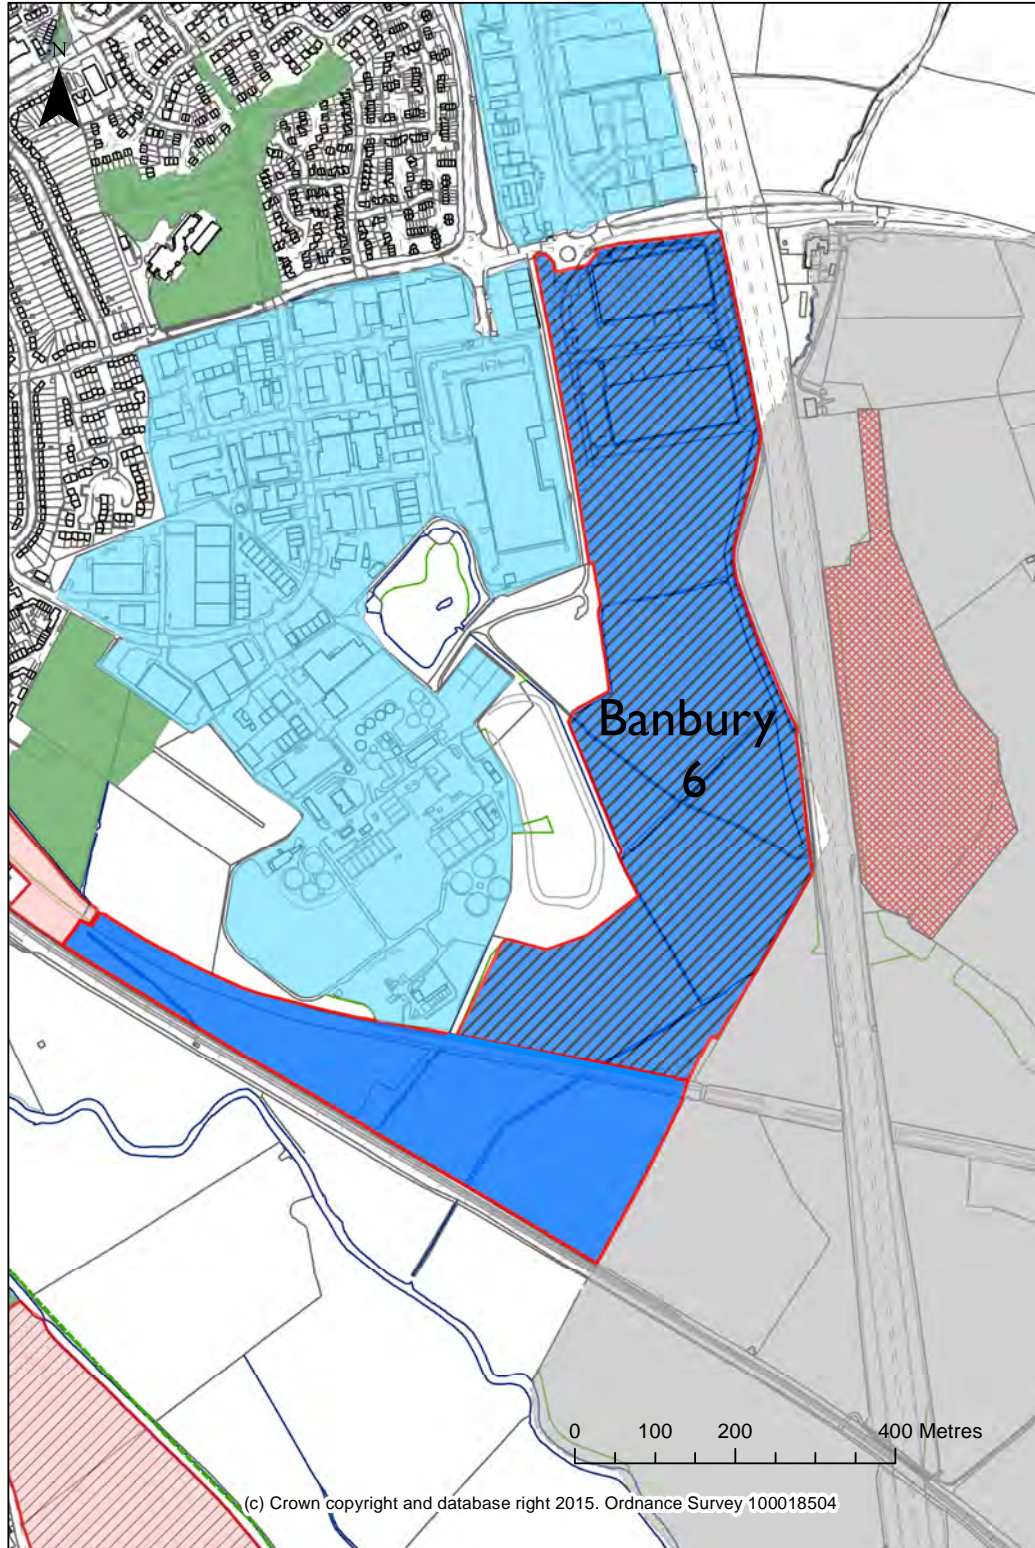 N
Banbury
6
0 100 200 400 Metres
(c) Crown copyright and database right 2015. Ordnance Survey 100018504